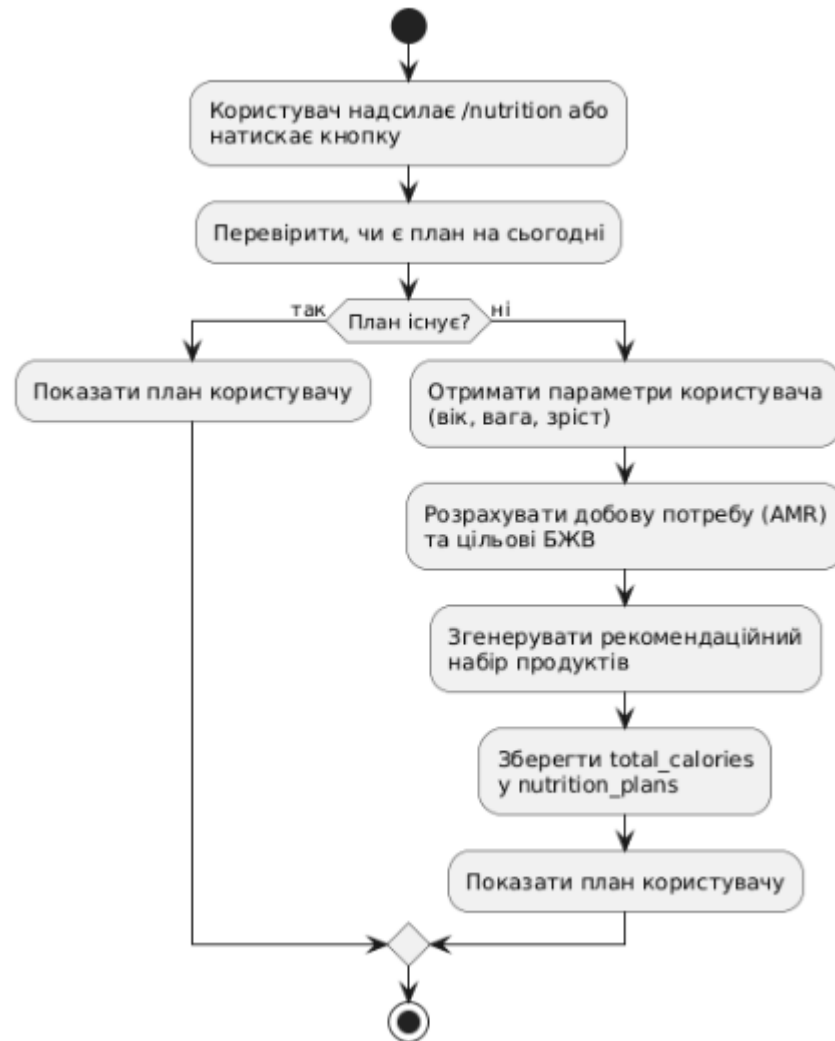 Користувач надсилає /nutrition або
натискає кнопку
Перевірити, чи є план на сьогодні
План існує?
так
ні
Показати план користувачу
Отримати параметри користувача
(вік, вага, зріст)
Розрахувати добову потребу (AMR)
та цільові БЖВ
Згенерувати рекомендаційний
набір продуктів
Зберегти total_calories
у nutrition_plans
Показати план користувачу